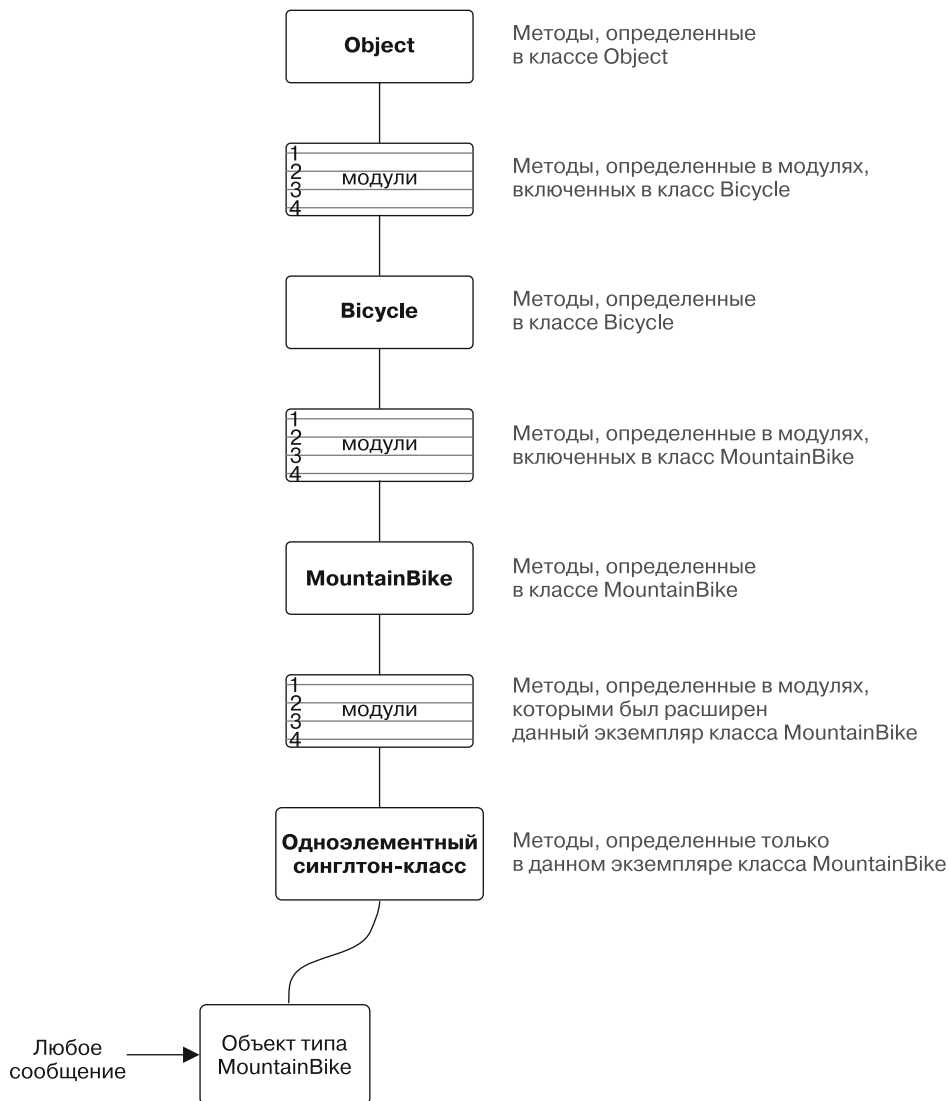 Object
Методы, определенные
в классе Object
1
2
3
4
модули
Методы, определенные в модулях,
включенных в класс Bicycle
Bicycle
Методы, определенные
в классе Bicycle
1
2
3
4
модули
Методы, определенные в модулях,
включенных в класс MountainBike
MountainBike
Методы, определенные
в классе MountainBike
1
2
3
4
модули
Методы, определенные в модулях,
которыми был расширен
данный экземпляр класса MountainBike
Одноэлементный
синглтон-класс
Методы, определенные только
в данном экземпляре класса MountainBike
Любое
сообщение
Объект типа
MountainBike